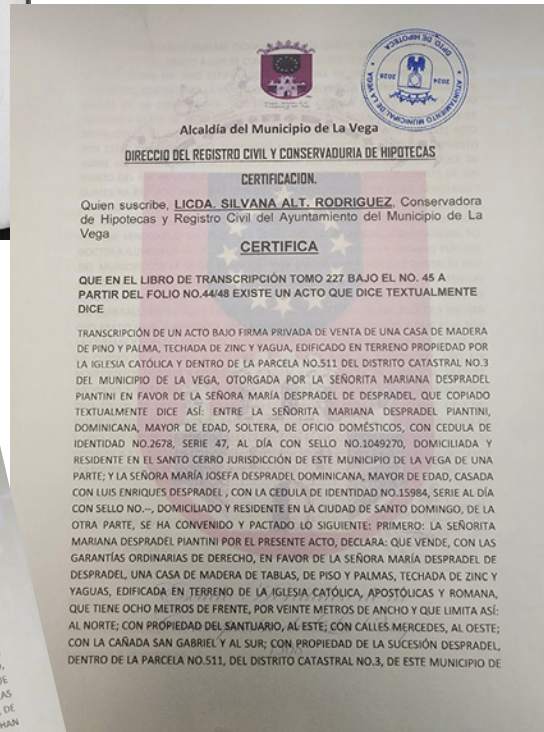 DPTO. DE HIPOTECA
2024 2028
AYUNTAMIENTO MUNICIPAL DE LA VEGA
Alcaldía del Municipio de La Vega
DIRECCIO DEL REGISTRO CIVIL Y CONSERVADURIA DE HIPOTECAS
CERTIFICACION.
Quien suscribe, LICDA. SILVANA ALT. RODRIGUEZ, Conservadora
de Hipotecas y Registro Civil del Ayuntamiento del Municipio de La
Vega
CERTIFICA
QUE EN EL LIBRO DE TRANSCRIPCIÓN TOMO 227 BAJO EL NO. 45 A
PARTIR DEL FOLIO NO.44/48 EXISTE UN ACTO QUE DICE TEXTUALMENTE
DICE
TRANSCRIPCIÓN DE UN ACTO BAJO FIRMA PRIVADA DE VENTA DE UNA CASA DE MADERA
DE PINO Y PALMA, TECHADA DE ZINC Y YAGUA, EDIFICADO EN TERRENO PROPIEDAD POR
LA IGLESIA CATÓLICA Y DENTRO DE LA PARCELA NO.511 DEL DISTRITO CATASTRAL NO.3
DEL MUNICIPIO DE LA VEGA, OTORGADA POR LA SEÑORITA MARIANA DESPRADEL
PIANTINI EN FAVOR DE LA SEÑORA MARÍA DESPRADEL DE DESPRADEL, QUE COPIADO
TEXTUALMENTE DICE ASÍ: ENTRE LA SEÑORITA MARIANA DESPRADEL PIANTINI,
DOMINICANA, MAYOR DE EDAD, SOLTERA, DE OFICIO DOMÉSTICOS, CON CEDULA DE
IDENTIDAD NO.2678, SERIE 47, AL DÍA CON SELLO NO.1049270, DOMICILIADA Y
RESIDENTE EN EL SANTO CERRO JURISDICCIÓN DE ESTE MUNICIPIO DE LA VEGA DE UNA
PARTE; Y LA SEÑORA MARÍA JOSEFA DESPRADEL DOMINICANA, MAYOR DE EDAD, CASADA
CON LUIS ENRIQUES DESPRADEL , CON LA CEDULA DE IDENTIDAD NO.15984, SERIE AL DÍA
CON SELLO NO.--, DOMICILIADO Y RESIDENTE EN LA CIUDAD DE SANTO DOMINGO, DE LA
OTRA PARTE, SE HA CONVENIDO Y PACTADO LO SIGUIENTE: PRIMERO: LA SEÑORITA
MARIANA DESPRADEL PIANTINI POR EL PRESENTE ACTO, DECLARA: QUE VENDE, CON LAS
GARANTÍAS ORDINARIAS DE DERECHO, EN FAVOR DE LA SEÑORA MARÍA DESPRADEL DE
DESPRADEL, UNA CASA DE MADERA DE TABLAS, DE PISO Y PALMAS, TECHADA DE ZINC Y
YAGUAS, EDIFICADA EN TERRENO DE LA IGLESIA CATÓLICA, APOSTÓLICAS Y ROMANA,
QUE TIENE OCHO METROS DE FRENTE, POR VEINTE METROS DE ANCHO Y QUE LIMITA ASÍ:
AL NORTE; CON PROPIEDAD DEL SANTUARIO, AL ESTE; CON CALLES MERCEDES, AL OESTE;
CON LA CAÑADA SAN GABRIEL Y AL SUR; CON PROPIEDAD DE LA SUCESIÓN DESPRADEL,
DENTRO DE LA PARCELA NO.511, DEL DISTRITO CATASTRAL NO.3, DE ESTE MUNICIPIO DE
DE
HAN